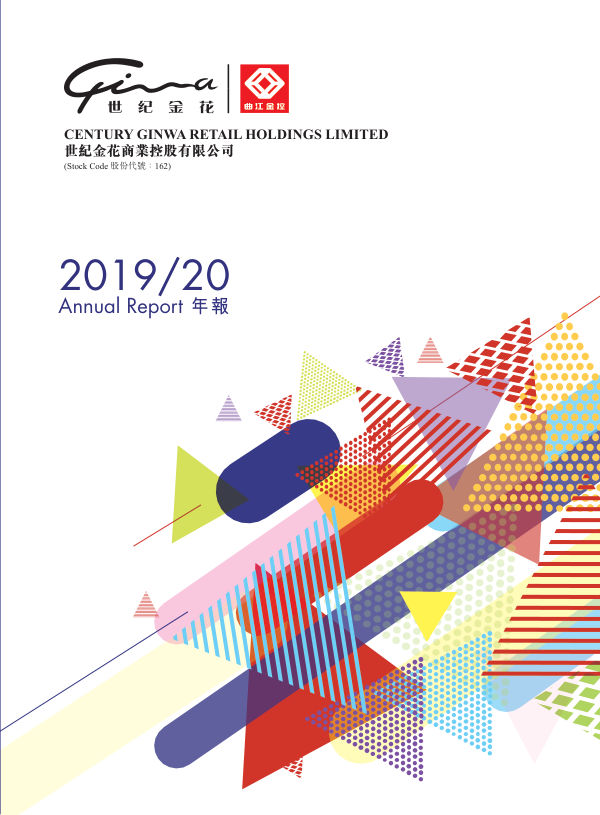 Ginwa
世纪金花
曲江金控
CENTURY GINWA RETAIL HOLDINGS LIMITED
世紀金花商業控股有限公司
(Stock Code 股份代號：162)
2019/20
Annual Report 年報